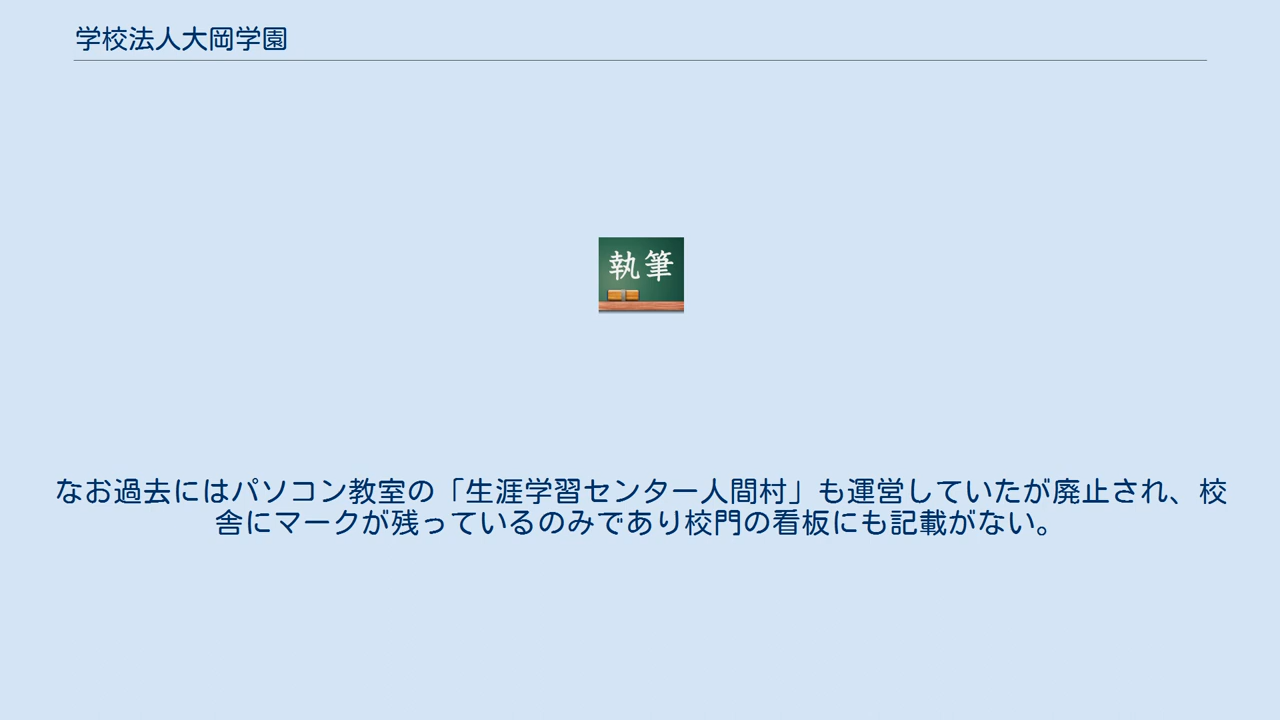 学校法人大岡学園
執筆
なお過去にはパソコン教室の「生涯学習センター人間村」も運営していたが廃止され、校
舎にマークが残っているのみであり校門の看板にも記載がない。